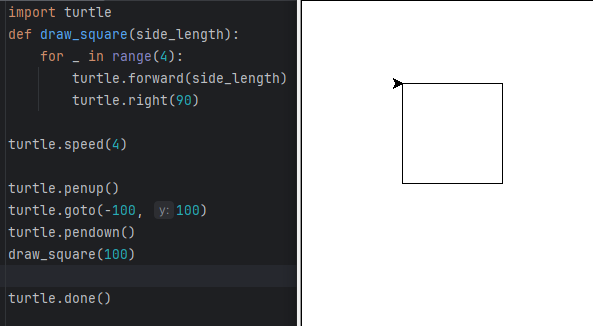 import turtle
def draw_square(side_length):
    for _ in range(4):
        turtle.forward(side_length)
        turtle.right(90)
turtle.speed(4)
turtle.penup()
turtle.goto(-100, y: 100)
turtle.pendown()
draw_square(100)
turtle.done()